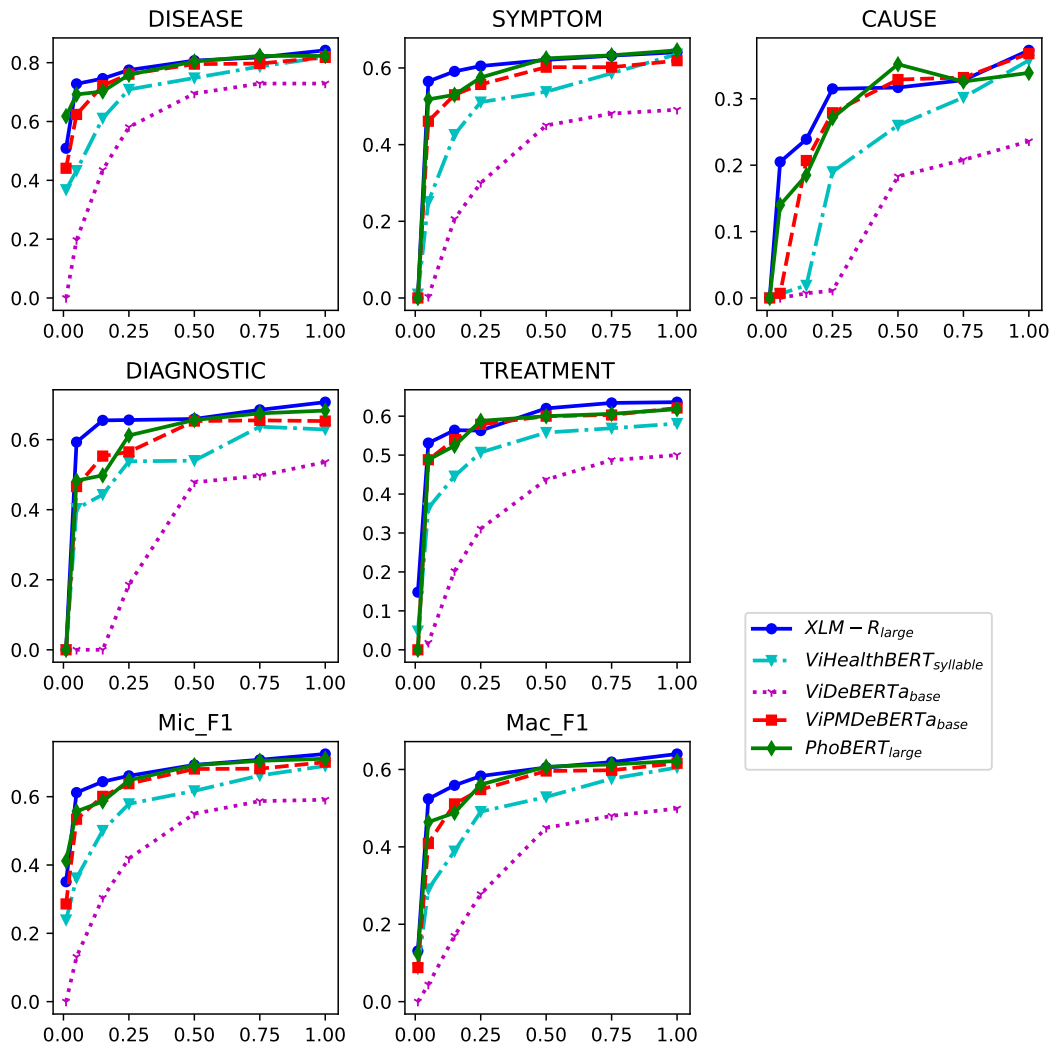 DISEASE
SYMPTOM
CAUSE
0.8
0.6
0.4
0.2
0.0
0.00 0.25 0.50 0.75 1.00
0.6
0.4
0.2
0.0
0.00 0.25 0.50 0.75 1.00
0.3
0.2
0.1
0.0
0.00 0.25 0.50 0.75 1.00
DIAGNOSTIC
TREATMENT
0.6
0.4
0.2
0.0
0.00 0.25 0.50 0.75 1.00
0.6
0.5
0.4
0.3
0.2
0.1
0.0
0.00 0.25 0.50 0.75 1.00
XLM − R_large
ViHealthBERT_syllable
ViDeBERTa_base
ViPMDeBERTa_base
PhoBERT_large
Mic_F1
Mac_F1
0.6
0.4
0.2
0.0
0.00 0.25 0.50 0.75 1.00
0.6
0.4
0.2
0.0
0.00 0.25 0.50 0.75 1.00